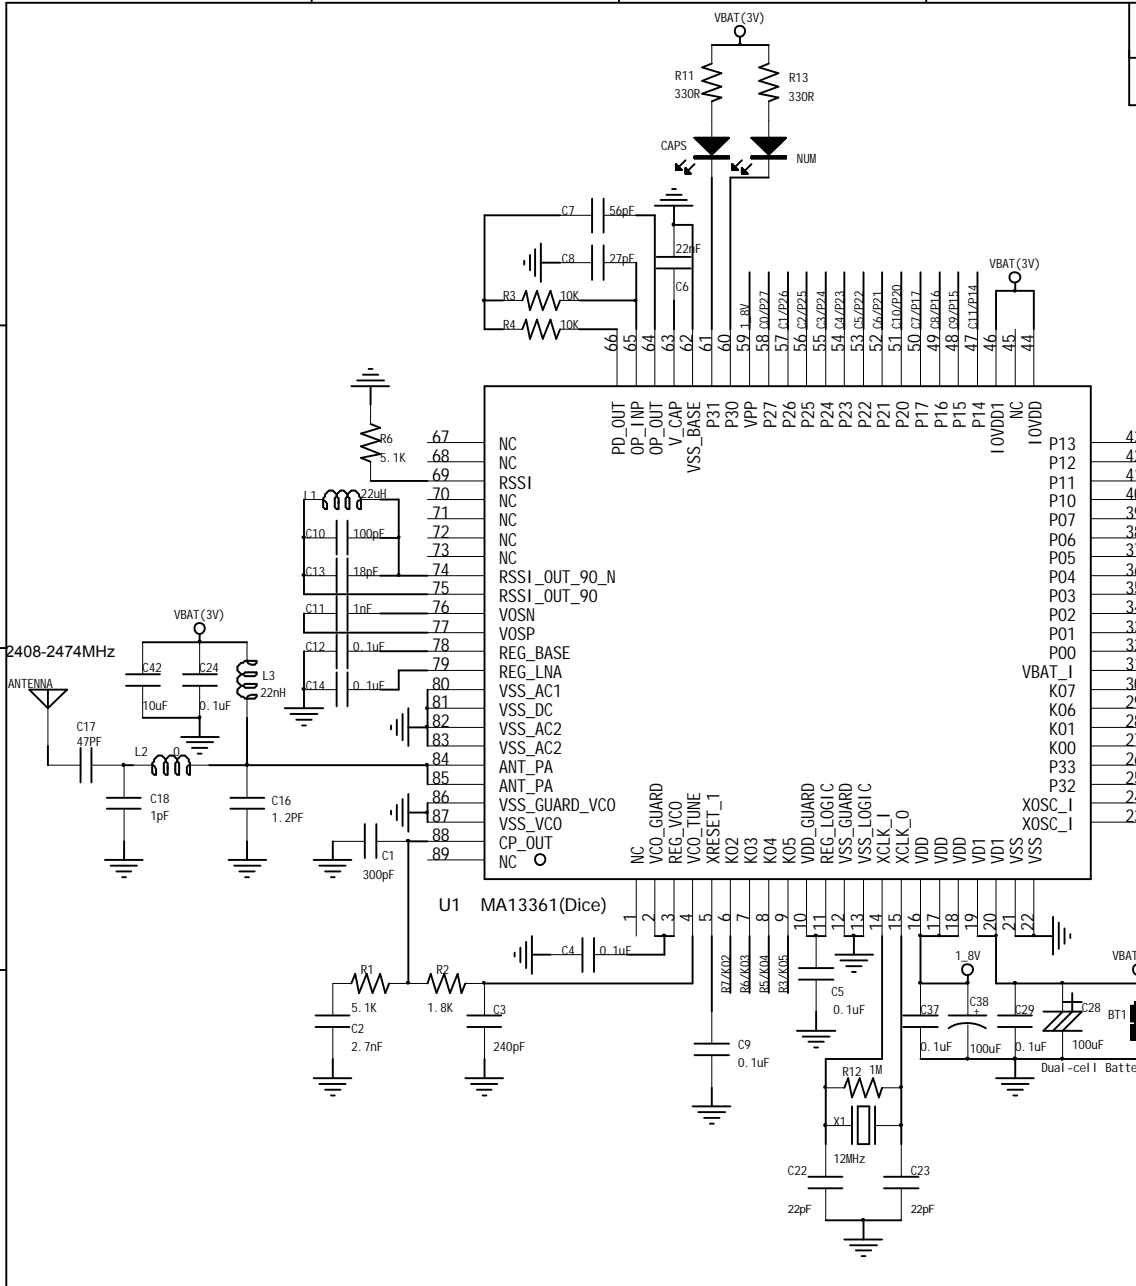 VBAT(3V)
R11
330R
R13
330R
CAPS
NUM
C7
56pF
C8
27pF
22nF
C6
R3
10K
R4
10K
VBAT(3V)
1_8V
C0/P27
C1/P26
C2/P25
C3/P24
C4/P23
C5/P22
C6/P21
C10/P20
C7/P17
C8/P16
C9/P15
C11/P14
66
65
64
63
62
61
60
59
58
57
56
55
54
53
52
51
50
49
48
47
46
45
44
PD_OUT
OP_INP
OP_OUT
V_CAP
VSS_BASE
P31
P30
VPP
P27
P26
P25
P24
P23
P22
P21
P20
P17
P16
P15
P14
IOVDD1
NC
IOVDD
R6
5.1K
67 NC
68 NC
69 RSSI
70 NC
71 NC
72 NC
73 NC
74 RSSI_OUT_90_N
75 RSSI_OUT_90
76 VOSN
77 VOSP
78 REG_BASE
79 REG_LNA
80 VSS_AC1
81 VSS_DC
82 VSS_AC2
83 VSS_AC2
84 ANT_PA
85 ANT_PA
86 VSS_GUARD_VCO
87 VSS_VCO
88 CP_OUT
89 NC
P13
P12
P11
P10
P07
P06
P05
P04
P03
P02
P01
P00
VBAT_I
K07
K06
K01
K00
P33
P32
XOSC_I
XOSC_I
L1
22uH
C10
100pF
C13
18pF
C11
1nF
C12
0.1uF
C14
0.1uF
VBAT(3V)
2408-2474MHz
ANTENNA
C42
10uF
C24
0.1uF
L3
22nH
C17
47PF
L2
0
C18
1pF
C16
1.2PF
C1
300pF
NC
VCO_GUARD
REG_VCO
VCO_TUNE
XRESET_1
K02
K03
K04
K05
VDD_GUARD
REG_LOGIC
VSS_GUARD
VSS_LOGIC
XCLK_I
XCLK_O
VDD
VDD
VDD
VD1
VD1
VSS
VSS
U1 MA13361(Dice)
1
2
3
4
5
6
7
8
9
10
11
12
13
14
15
16
17
18
19
20
21
22
C4
0.1uF
R7/K02
R6/K03
R5/K04
R3/K05
R1
5.1K
R2
1.8K
C2
2.7nF
C3
240pF
C9
0.1uF
C5
0.1uF
1_8V
VBAT
C37
0.1uF
C38
+
100uF
C29
0.1uF
C28
100uF
BT1
Dual-cell Batte
R12 1M
X1
12MHz
C22
22pF
C23
22pF